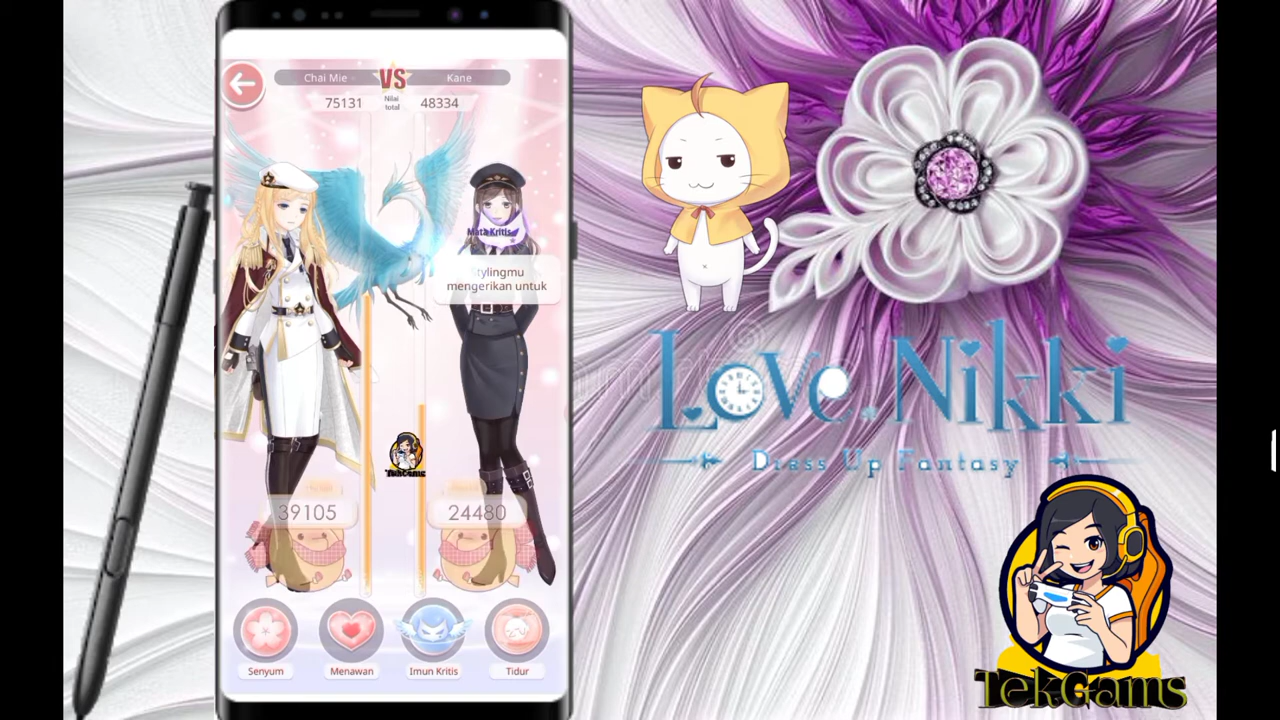 Chai Mie
VS
Kane
75131
Nilai
total
48334
Mata Kritis
Stylingmu
mengerikan untuk
TekGams
39105
24480
Senyum
Menawan
Imun Kritis
Tidur
Love Nikki
Dress Up Fantasy
TekGams